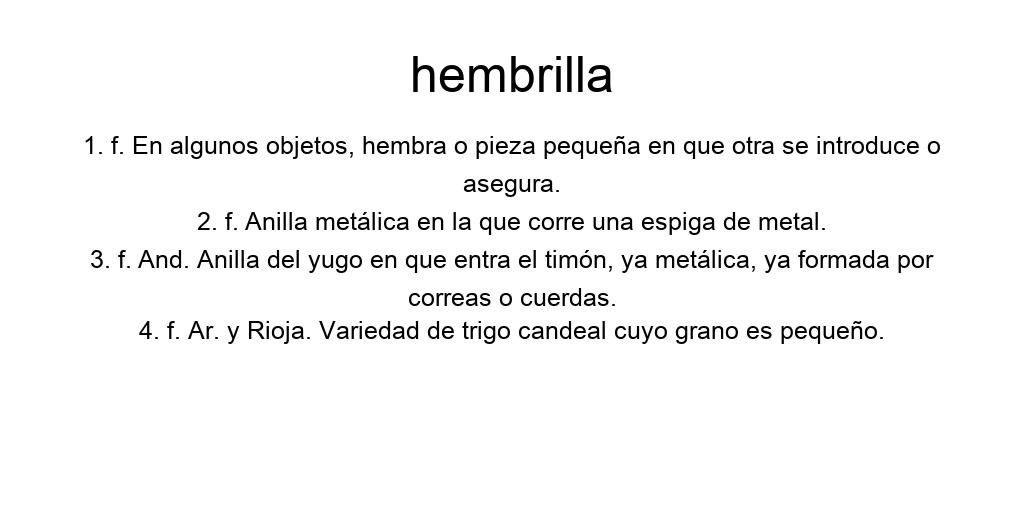 hembrilla
1. f. En algunos objetos, hembra o pieza pequeña en que otra se introduce o
asegura.
2. f. Anilla metálica en la que corre una espiga de metal.
3. f. And. Anilla del yugo en que entra el timón, ya metálica, ya formada por
correas o cuerdas.
4. f. Ar. y Rioja. Variedad de trigo candeal cuyo grano es pequeño.